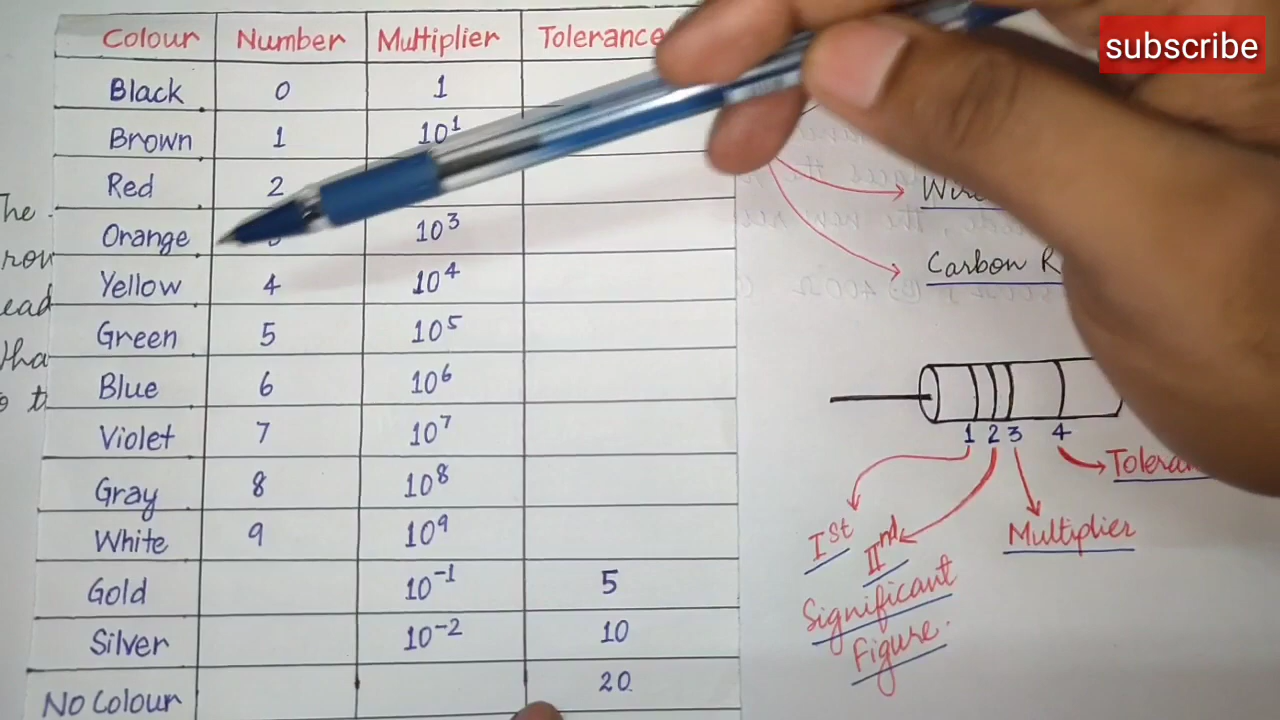 subscribe
Colour Number Multiplier Tolerance
Black 0 1
Brown 1 10¹
Red 2
Orange 10³
Yellow 4 10⁴
Green 5 10⁵
Blue 6 10⁶
Violet 7 10⁷
Gray 8 10⁸
White 9 10⁹
Gold 10⁻¹ 5
Silver 10⁻² 10
No Colour 20
The
Carbon R
1 2 3 4
Ist
IInd
Significant
Figure.
Multiplier